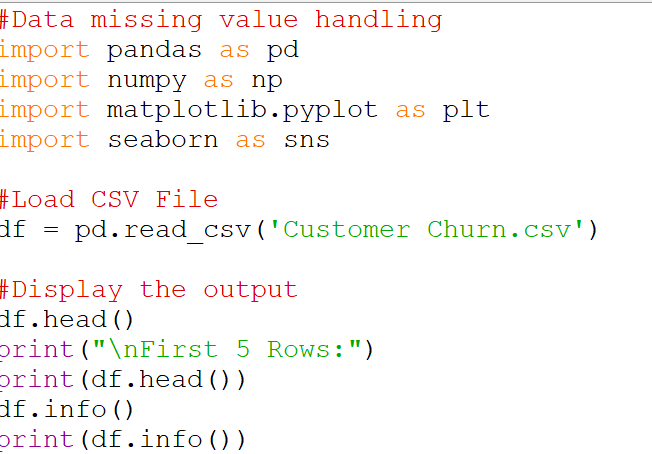 #Data missing value handling
import pandas as pd
import numpy as np
import matplotlib.pyplot as plt
import seaborn as sns
#Load CSV File
df = pd.read_csv('Customer Churn.csv')
#Display the output
df.head()
print("\nFirst 5 Rows:")
print(df.head())
df.info()
print(df.info())